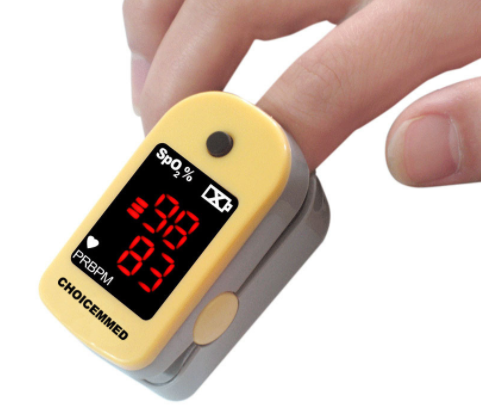 SpO2%
98
83
PRBPM
CHOICEMMED